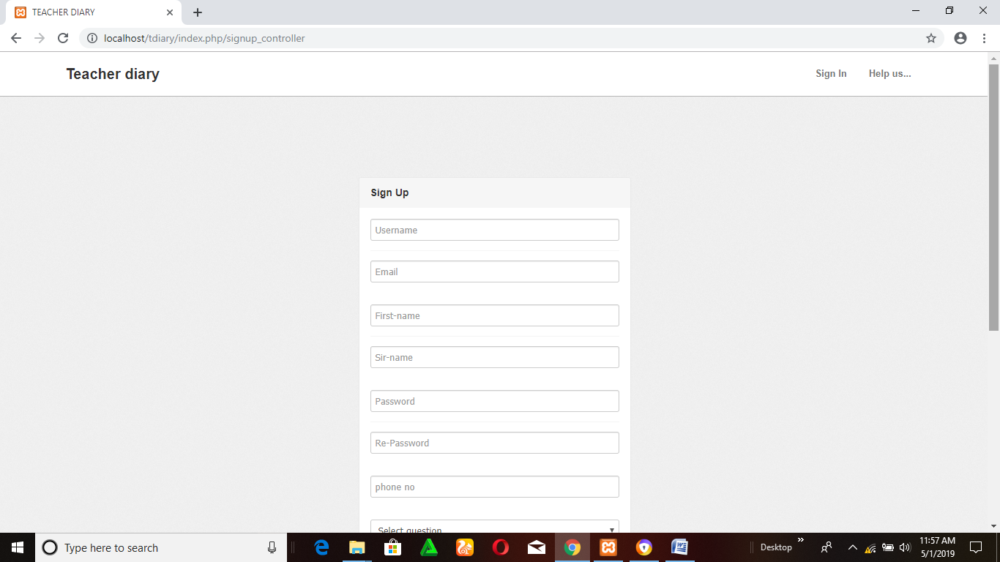 TEACHER DIARY
localhost/tdiary/index.php/signup_controller
Teacher diary
Sign In
Help us...
Sign Up
Username
Email
First-name
Sir-name
Password
Re-Password
phone no
Select question
Type here to search
Desktop
11:57 AM
5/1/2019